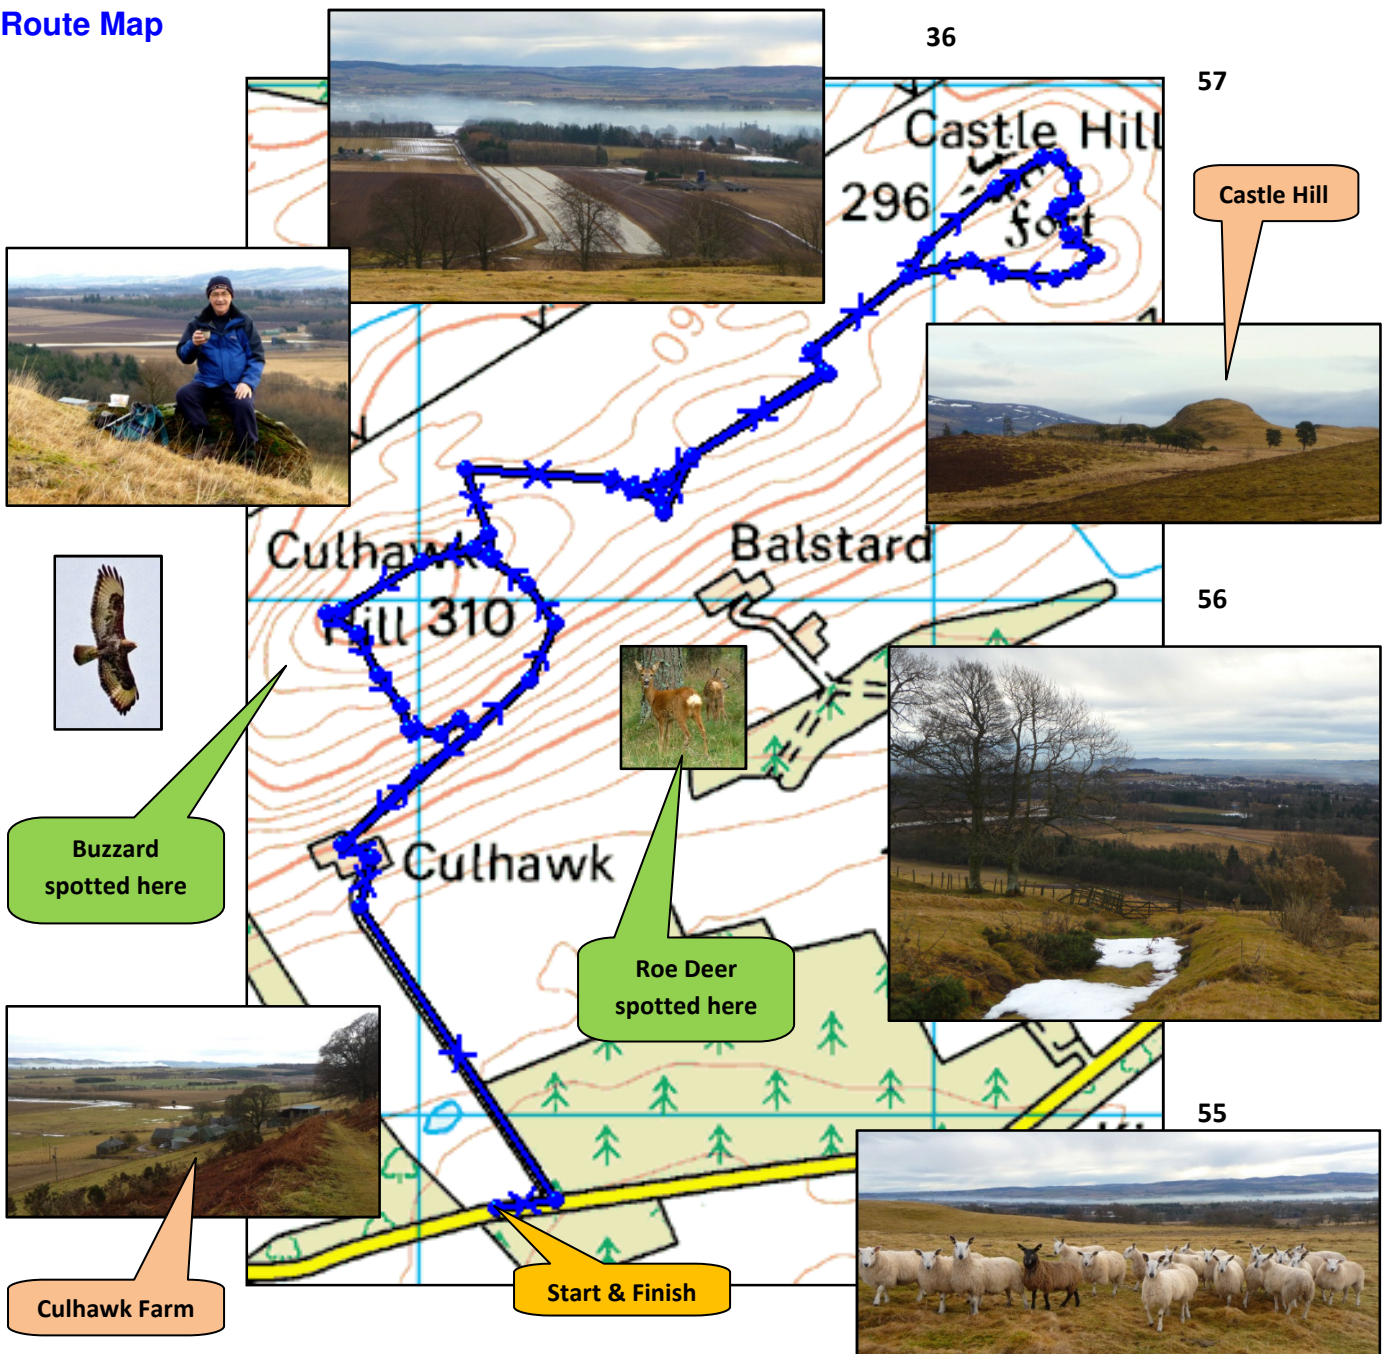 Route Map
36
57
Castle Hill
296
fort
Castle Hill
Culhawk
Hill 310
Balstard
56
Buzzard
spotted here
Culhawk
Roe Deer
spotted here
55
Culhawk Farm
Start & Finish